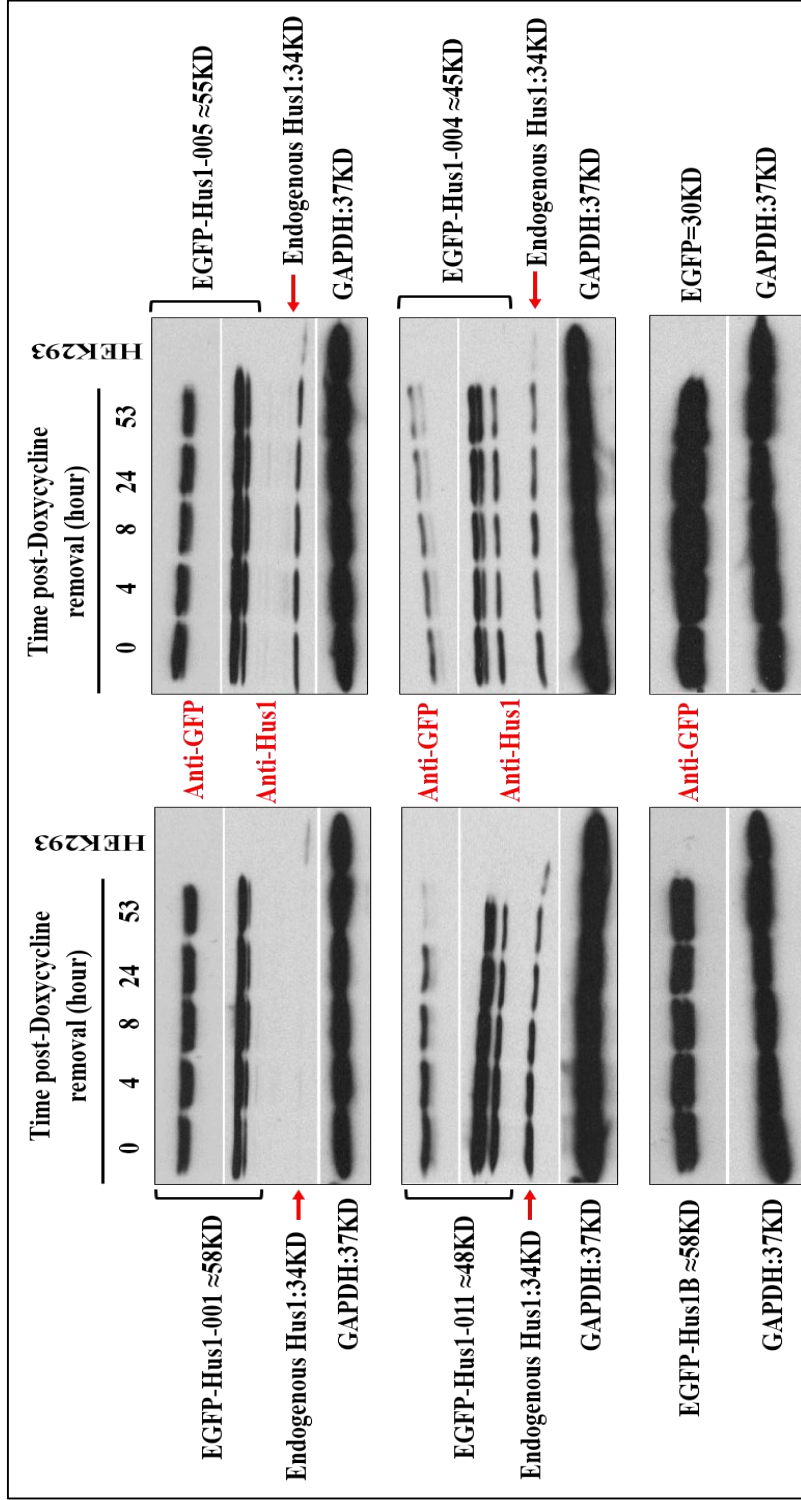 Time post-Doxycycline
removal (hour)
0 4 8 24 53 HEK293
EGFP-Hus1-001 ≈58KD
Endogenous Hus1:34KD
GAPDH:37KD
Anti-GFP
Anti-Hus1
Time post-Doxycycline
removal (hour)
0 4 8 24 53 HEK293
EGFP-Hus1-005 ≈55KD
Endogenous Hus1:34KD
GAPDH:37KD
EGFP-Hus1-011 ≈48KD
Endogenous Hus1:34KD
GAPDH:37KD
Anti-GFP
Anti-Hus1
EGFP-Hus1-004 ≈45KD
Endogenous Hus1:34KD
GAPDH:37KD
EGFP-Hus1B ≈58KD
GAPDH:37KD
Anti-GFP
EGFP=30KD
GAPDH:37KD